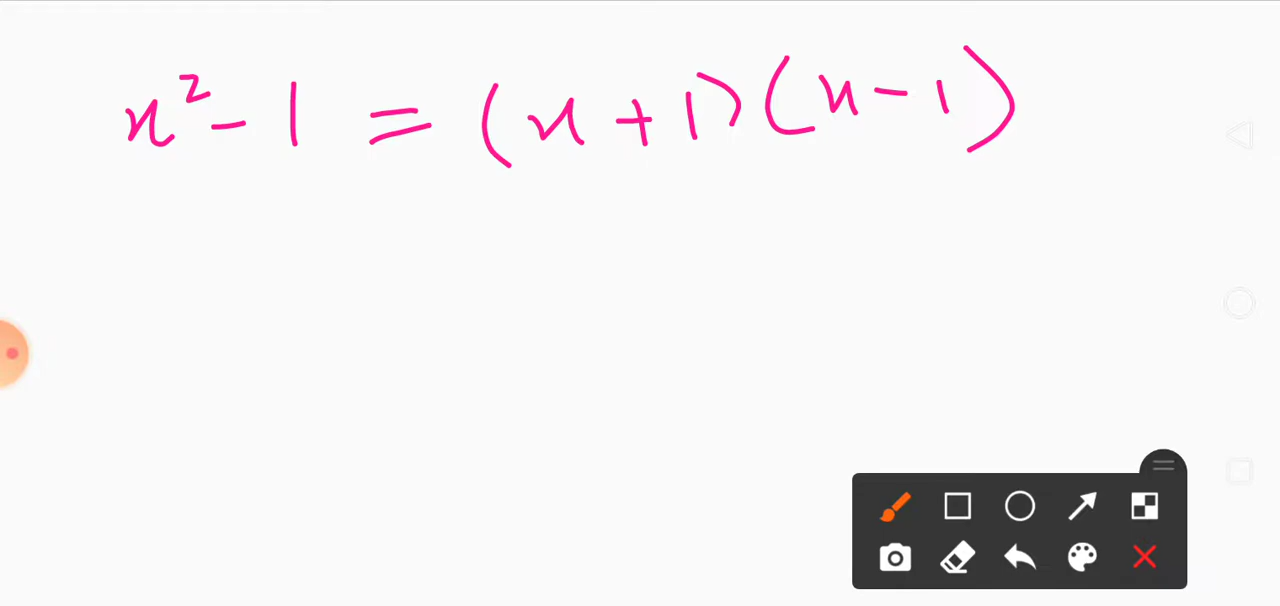 x² - 1 = (x + 1) (x - 1)